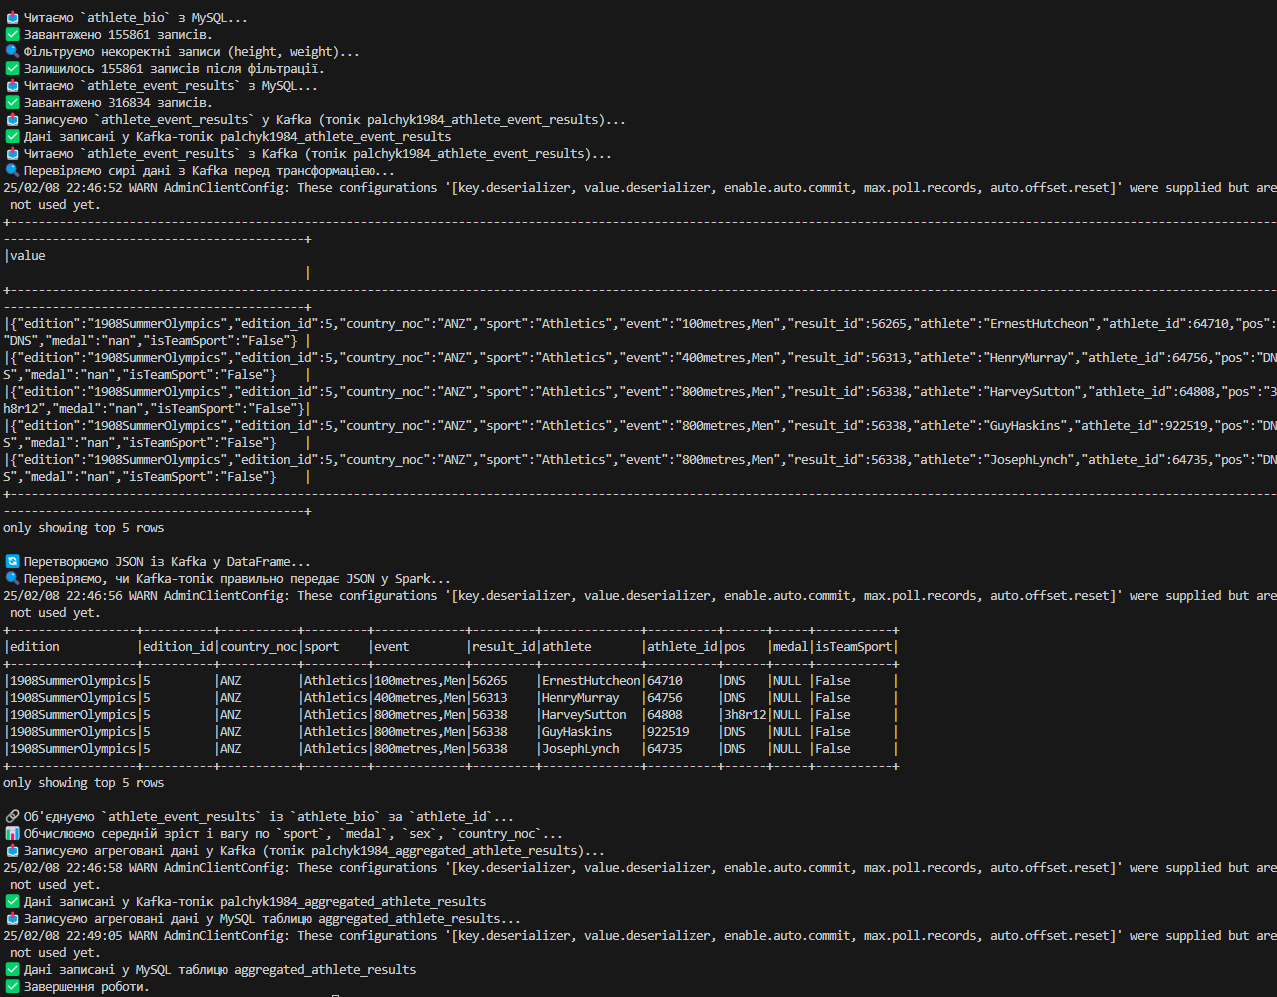 📥 Читаємо `athlete_bio` з MySQL...
✅ Завантажено 155861 записів.
🔍 Фільтруємо некоректні записи (height, weight)...
✅ Залишилось 155861 записів після фільтрації.
📥 Читаємо `athlete_event_results` з MySQL...
✅ Завантажено 316834 записів.
📤 Записуємо `athlete_event_results` у Kafka (топік palchyk1984_athlete_event_results)...
✅ Дані записані у Kafka-топік palchyk1984_athlete_event_results
📥 Читаємо `athlete_event_results` з Kafka (топік palchyk1984_athlete_event_results)...
🔍 Перевіряємо сирі дані з Kafka перед трансформацією...
25/02/08 22:46:52 WARN AdminClientConfig: These configurations '[key.deserializer, value.deserializer, enable.auto.commit, max.poll.records, auto.offset.reset]' were supplied but are
 not used yet.
|value
|
|{"edition":"1908SummerOlympics","edition_id":5,"country_noc":"ANZ","sport":"Athletics","event":"100metres,Men","result_id":56265,"athlete":"ErnestHutcheon","athlete_id":64710,"pos":
"DNS","medal":"nan","isTeamSport":"False"} |
|{"edition":"1908SummerOlympics","edition_id":5,"country_noc":"ANZ","sport":"Athletics","event":"400metres,Men","result_id":56313,"athlete":"HenryMurray","athlete_id":64756,"pos":"DN
S","medal":"nan","isTeamSport":"False"}    |
|{"edition":"1908SummerOlympics","edition_id":5,"country_noc":"ANZ","sport":"Athletics","event":"800metres,Men","result_id":56338,"athlete":"HarveySutton","athlete_id":64808,"pos":"3
h8r12","medal":"nan","isTeamSport":"False"}|
|{"edition":"1908SummerOlympics","edition_id":5,"country_noc":"ANZ","sport":"Athletics","event":"800metres,Men","result_id":56338,"athlete":"GuyHaskins","athlete_id":922519,"pos":"DN
S","medal":"nan","isTeamSport":"False"}    |
|{"edition":"1908SummerOlympics","edition_id":5,"country_noc":"ANZ","sport":"Athletics","event":"800metres,Men","result_id":56338,"athlete":"JosephLynch","athlete_id":64735,"pos":"DN
S","medal":"nan","isTeamSport":"False"}    |
only showing top 5 rows
🔄 Перетворюємо JSON із Kafka у DataFrame...
🔍 Перевіряємо, чи Kafka-топік правильно передає JSON у Spark...
25/02/08 22:46:56 WARN AdminClientConfig: These configurations '[key.deserializer, value.deserializer, enable.auto.commit, max.poll.records, auto.offset.reset]' were supplied but are
 not used yet.
|edition           |edition_id|country_noc|sport    |event        |result_id|athlete       |athlete_id|pos   |medal|isTeamSport|
|1908SummerOlympics|5         |ANZ        |Athletics|100metres,Men|56265    |ErnestHutcheon|64710     |DNS   |NULL |False      |
|1908SummerOlympics|5         |ANZ        |Athletics|400metres,Men|56313    |HenryMurray   |64756     |DNS   |NULL |False      |
|1908SummerOlympics|5         |ANZ        |Athletics|800metres,Men|56338    |HarveySutton  |64808     |3h8r12|NULL |False      |
|1908SummerOlympics|5         |ANZ        |Athletics|800metres,Men|56338    |GuyHaskins    |922519    |DNS   |NULL |False      |
|1908SummerOlympics|5         |ANZ        |Athletics|800metres,Men|56338    |JosephLynch   |64735     |DNS   |NULL |False      |
only showing top 5 rows
🔗 Об'єднуємо `athlete_event_results` із `athlete_bio` за `athlete_id`...
📊 Обчислюємо середній зріст і вагу по `sport`, `medal`, `sex`, `country_noc`...
📤 Записуємо агреговані дані у Kafka (топік palchyk1984_aggregated_athlete_results)...
25/02/08 22:46:58 WARN AdminClientConfig: These configurations '[key.deserializer, value.deserializer, enable.auto.commit, max.poll.records, auto.offset.reset]' were supplied but are
 not used yet.
✅ Дані записані у Kafka-топік palchyk1984_aggregated_athlete_results
📤 Записуємо агреговані дані у MySQL таблицю aggregated_athlete_results...
25/02/08 22:49:05 WARN AdminClientConfig: These configurations '[key.deserializer, value.deserializer, enable.auto.commit, max.poll.records, auto.offset.reset]' were supplied but are
 not used yet.
✅ Дані записані у MySQL таблицю aggregated_athlete_results
✅ Завершення роботи.